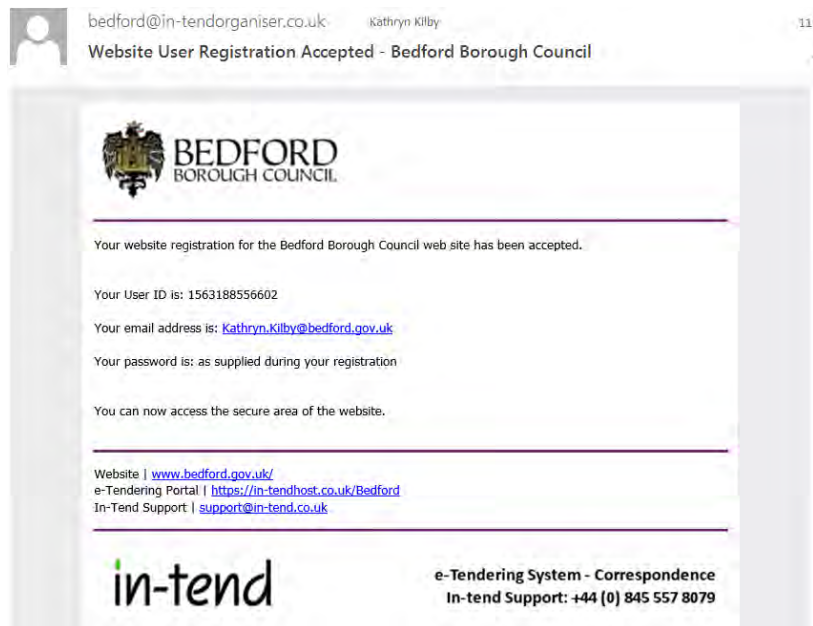 bedford@in-tendorganiser.co.uk Kathryn Kilby 11
Website User Registration Accepted - Bedford Borough Council
BEDFORD
BOROUGH COUNCIL
Your website registration for the Bedford Borough Council web site has been accepted.
Your User ID is: 1563188556602
Your email address is: Kathryn.Kilby@bedford.gov.uk
Your password is: as supplied during your registration
You can now access the secure area of the website.
Website | www.bedford.gov.uk/
e-Tendering Portal | https://in-tendhost.co.uk/Bedford
In-Tend Support | support@in-tend.co.uk
in-tend
e-Tendering System - Correspondence
In-tend Support: +44 (0) 845 557 8079